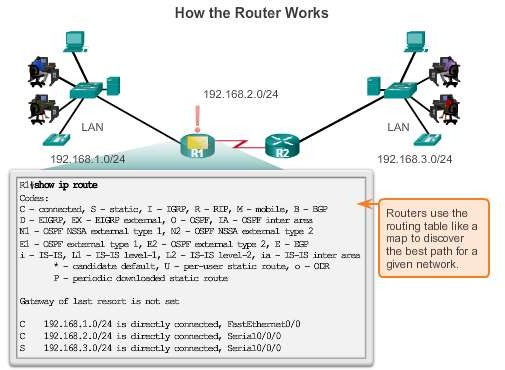 How the Router Works
192.168.2.0/24
LAN
LAN
192.168.1.0/24
R1
R2
192.168.3.0/24
R1#show ip route
Codes:
C - connected, S - static, I - IGRP, R - RIP, M - mobile, B - BGP
D - EIGRP, EX - EIGRP external, O - OSPF, IA - OSPF inter area
N1 - OSPF NSSA external type 1, N2 - OSPF NSSA external type 2
E1 - OSPF external type 1, E2 - OSPF external type 2, E - EGP
i - IS-IS, L1 - IS-IS level-1, L2 - IS-IS level-2, ia - IS-IS inter area
* - candidate default, U - per-user static route, o - ODR
P - periodic downloaded static route
Gateway of last resort is not set
C 192.168.1.0/24 is directly connected, FastEthernet0/0
C 192.168.2.0/24 is directly connected, Serial0/0/0
S 192.168.3.0/24 is directly connected, Serial0/0/0
Routers use the
routing table like a
map to discover
the best path for a
given network.